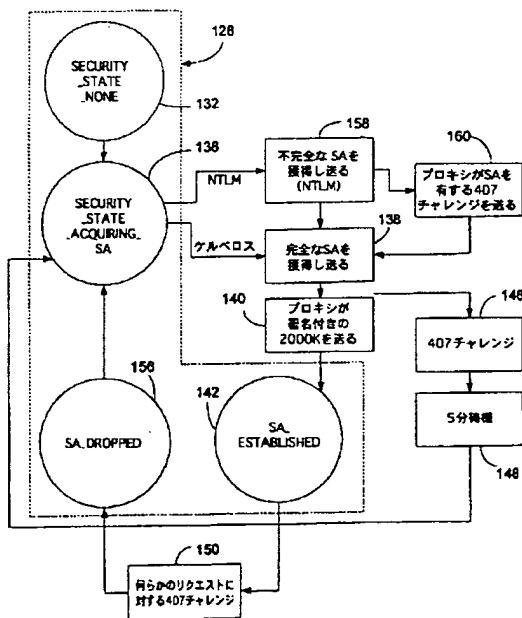 128
SECURITY
_STATE
_NONE
132
136
SECURITY
_STATE
_ACQUIRING_
SA
NTLM
ケルベロス
158
不完全なSAを
獲得し送る
(NTLM)
160
プロキシがSAを
有する407
チャレンジを送る
138
完全なSAを
獲得し送る
140
プロキシが
署名付きの
200OKを送る
146
407チャレンジ
5分待機
148
156
SA_DROPPED
142
SA_
ESTABLISHED
150
何らかのリクエストに
対する407チャレンジ